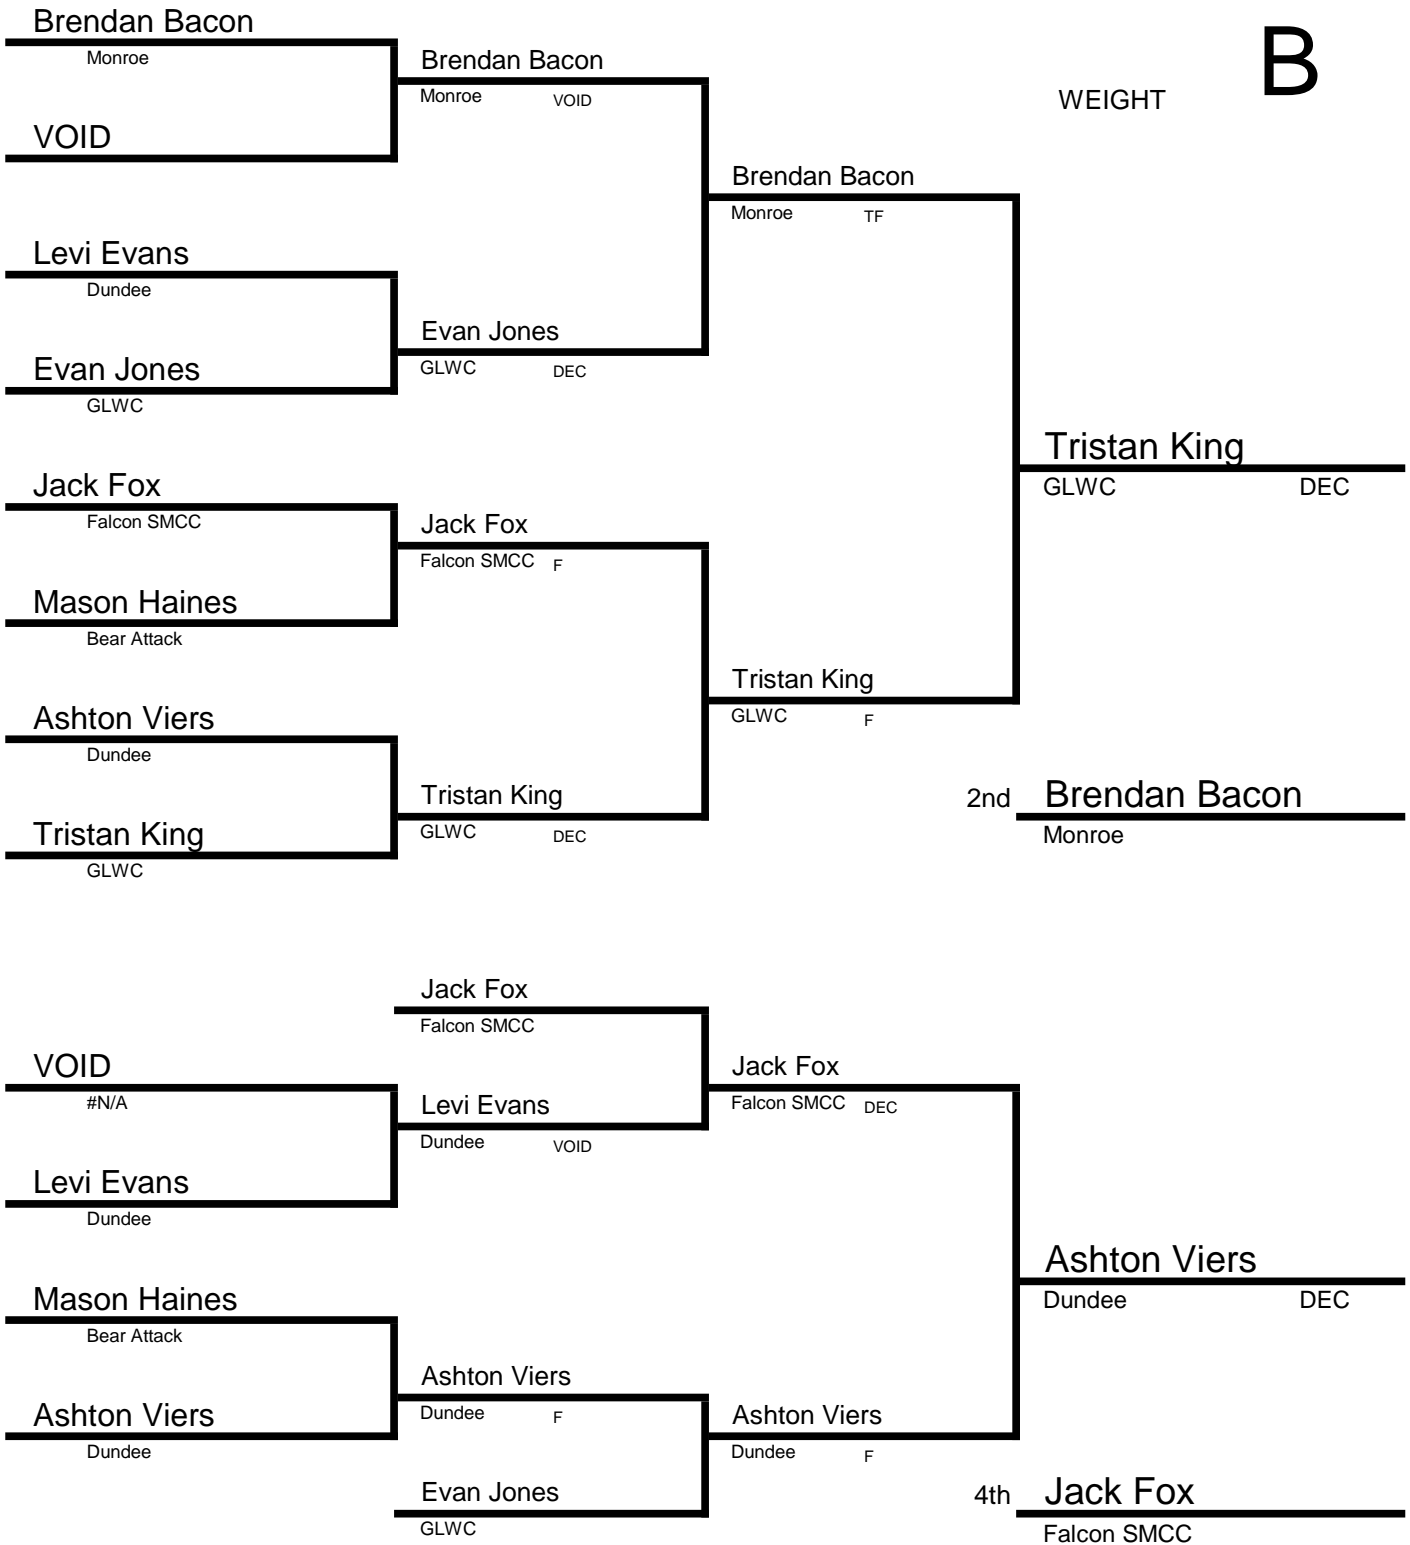 Brendan Bacon
Monroe
Brendan Bacon
Monroe VOID
B
WEIGHT
VOID
Brendan Bacon
Monroe TF
Levi Evans
Dundee
Evan Jones
GLWC DEC
Evan Jones
GLWC
Tristan King
GLWC DEC
Jack Fox
Falcon SMCC
Jack Fox
Falcon SMCC F
Mason Haines
Bear Attack
Tristan King
GLWC F
Ashton Viers
Dundee
Tristan King
GLWC DEC
2nd Brendan Bacon
Monroe
Tristan King
GLWC
Jack Fox
Falcon SMCC
VOID
#N/A
Jack Fox
Falcon SMCC DEC
Levi Evans
Dundee VOID
Levi Evans
Dundee
Ashton Viers
Dundee DEC
Mason Haines
Bear Attack
Ashton Viers
Dundee F
Ashton Viers
Dundee
Ashton Viers
Dundee F
Evan Jones
GLWC
4th Jack Fox
Falcon SMCC